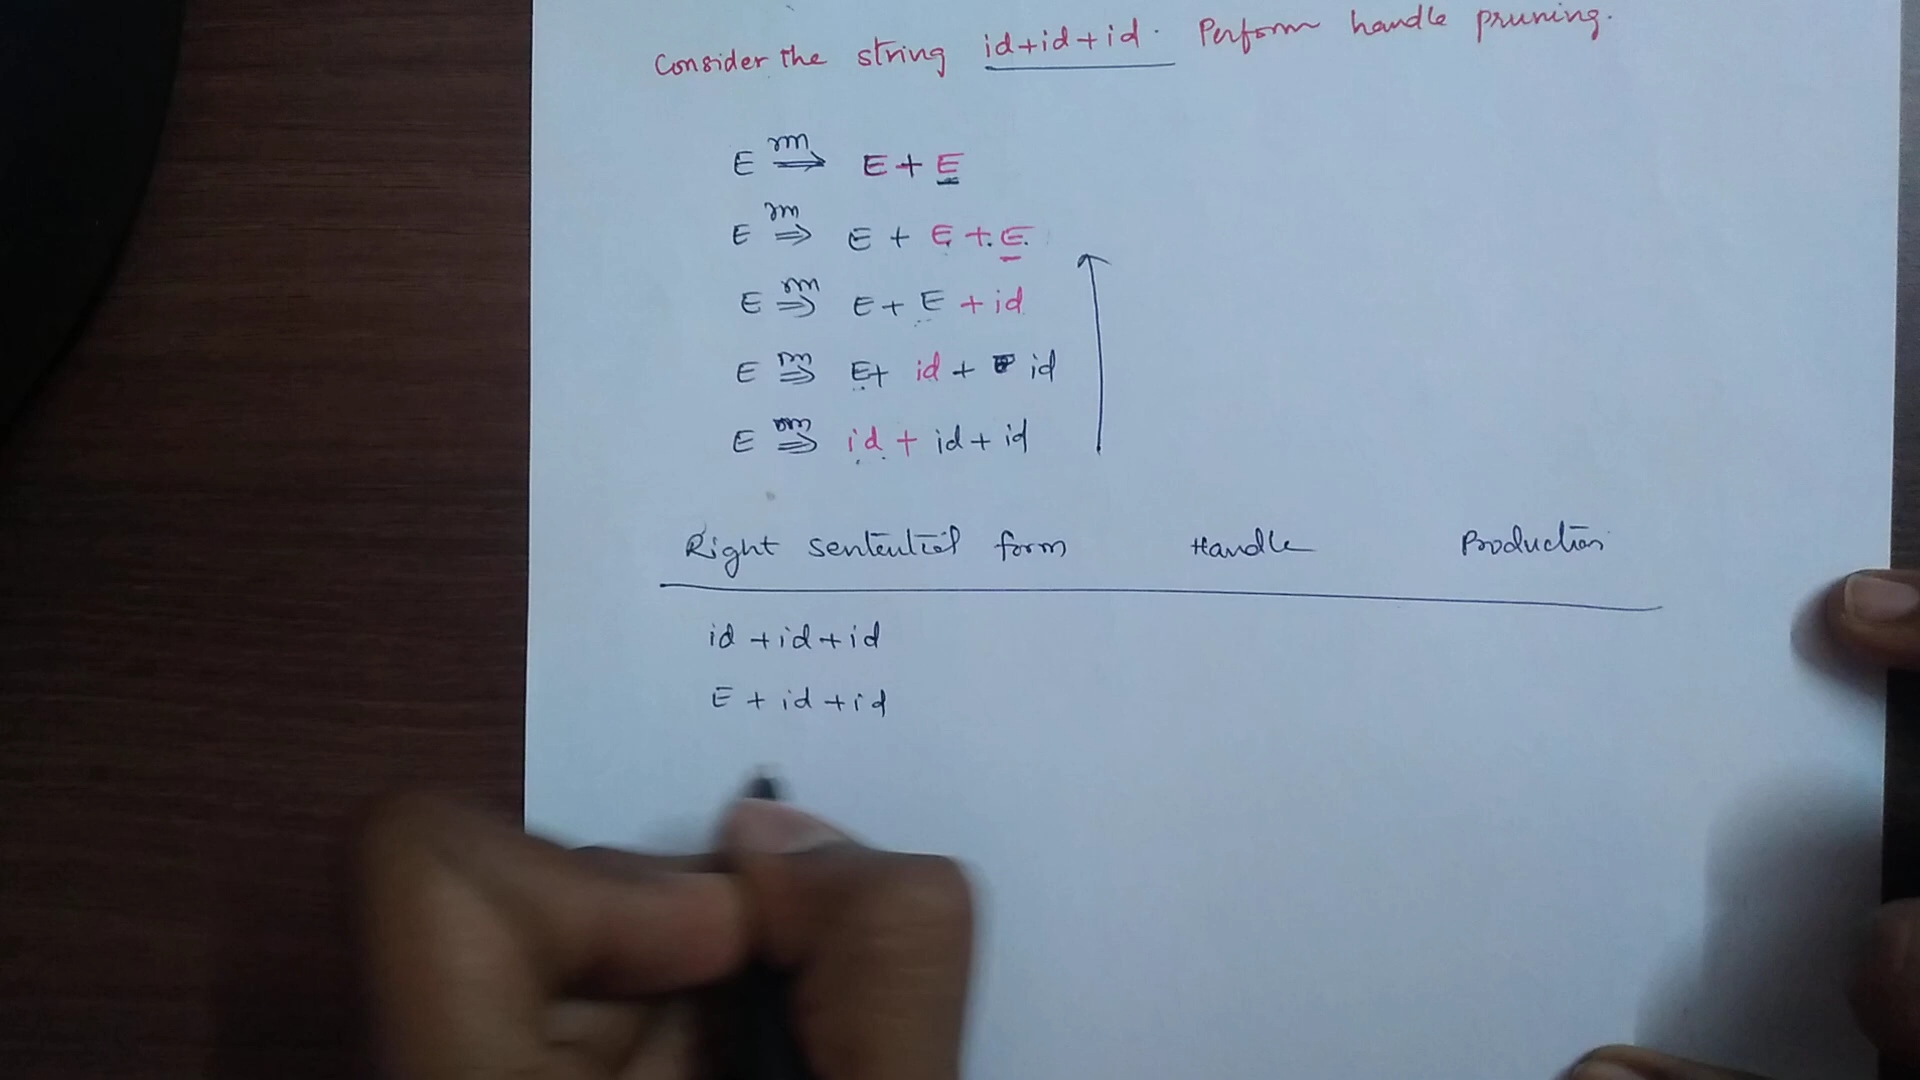 Consider the string id+id+id. Perform handle pruning.
E rm⇒ E + E
E rm⇒ E + E + E
E rm⇒ E + E + id
E rm⇒ E + id + id
E rm⇒ id + id + id
Right sentential form Handle Production
id + id + id
E + id + id